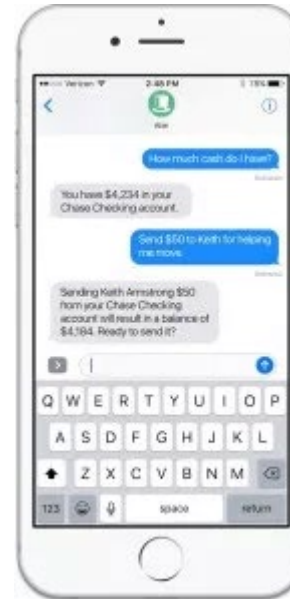 Verizon 2:48 PM
How much cash do I have?
You have $4,234 in your
Chase Checking account.
Send $50 to Keith for helping
me move.
Sending Keith Armstrong $50
from your Chase Checking
account will result in a balance of
$4,184. Ready to send it?
Q W E R T Y U I O P
A S D F G H J K L
Z X C V B N M
123 space return